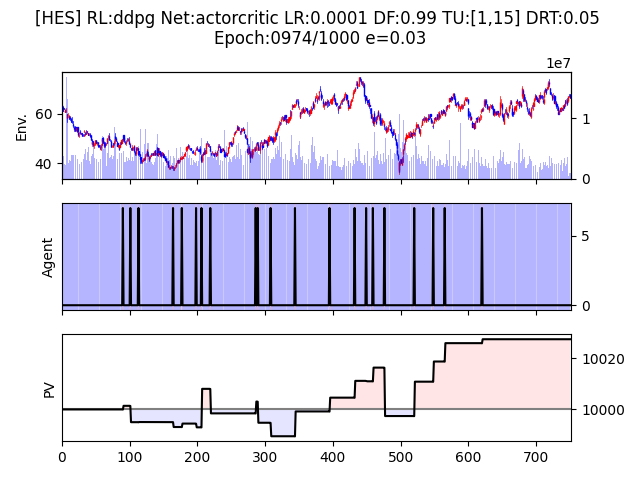 [HES] RL:ddpg Net:actorcritic LR:0.0001 DF:0.99 TU:[1,15] DRT:0.05
Epoch:0974/1000 e=0.03
1e7
Env.
60
40
1
0
Agent
5
0
PV
10020
10000
0 100 200 300 400 500 600 700